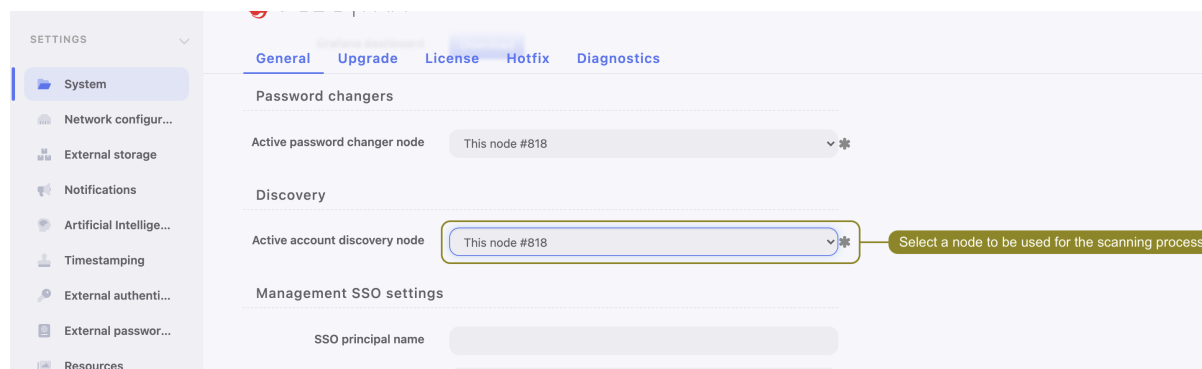 SETTINGS
System
Network configur...
External storage
Notifications
Artificial Intellige...
Timestamping
External authenti...
External passwor...
Resources
General Upgrade License Hotfix Diagnostics
Password changers
Active password changer node This node #818
Discovery
Active account discovery node This node #818
Select a node to be used for the scanning process
Management SSO settings
SSO principal name